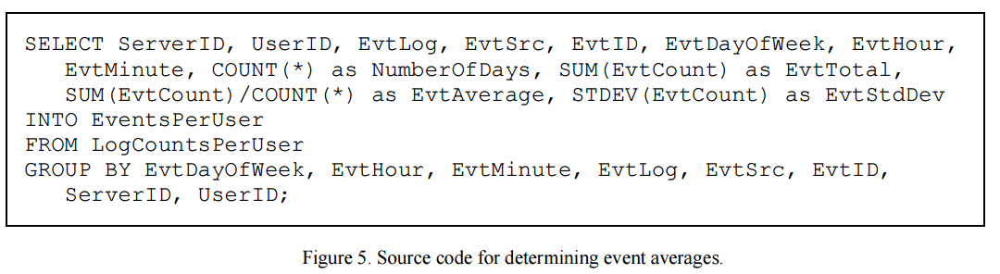 SELECT ServerID, UserID, EvtLog, EvtSrc, EvtID, EvtDayOfWeek, EvtHour,
EvtMinute, COUNT(*) as NumberOfDays, SUM(EvtCount) as EvtTotal,
SUM(EvtCount)/COUNT(*) as EvtAverage, STDEV(EvtCount) as EvtStdDev
INTO EventsPerUser
FROM LogCountsPerUser
GROUP BY EvtDayOfWeek, EvtHour, EvtMinute, EvtLog, EvtSrc, EvtID,
ServerID, UserID;
Figure 5. Source code for determining event averages.